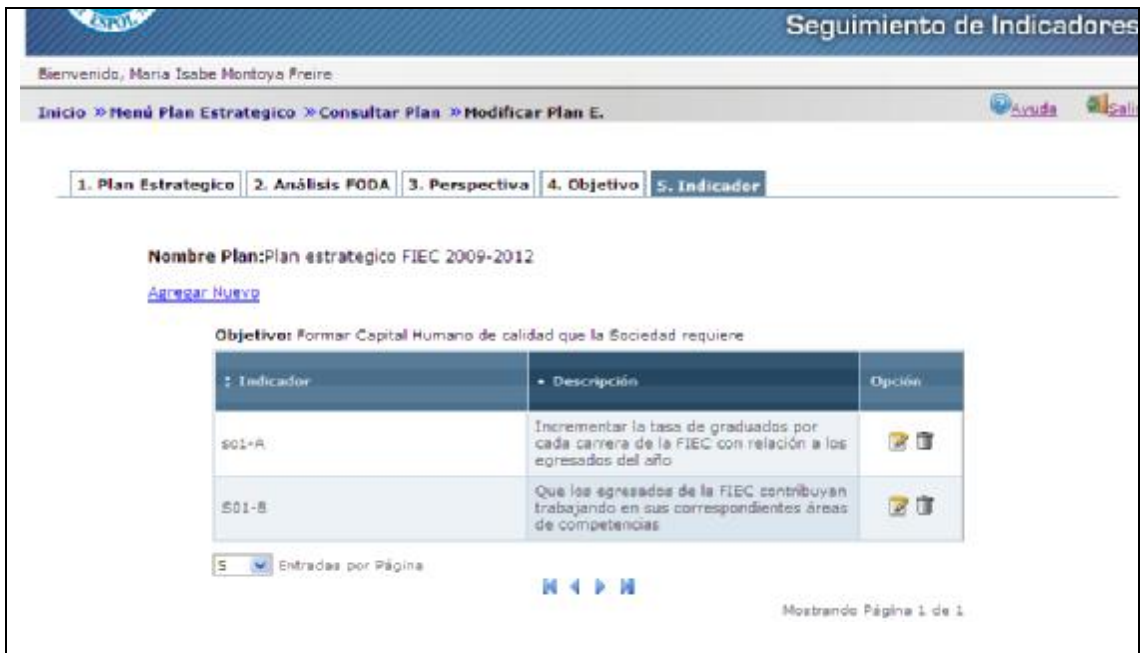 ESPOL
Seguimiento de Indicadores
Bienvenido, Maria Isabe Montoya Freire
Inicio » Menú Plan Estrategico » Consultar Plan » Modificar Plan E.
Ayuda
Sali
1. Plan Estrategico 2. Análisis FODA 3. Perspectiva 4. Objetivo 5. Indicador
Nombre Plan:Plan estrategico FIEC 2009-2012
Agregar Nuevo
Objetivo: Formar Capital Humano de calidad que la Sociedad requiere
Indicador Descripción Opción
S01-A
Incrementar la tasa de graduados por
cada carrera de la FIEC con relación a los
egresados del año
S01-B
Que los egresados de la FIEC contribuyan
trabajando en sus correspondientes áreas
de competencias
5 Entradas por Página
Mostrando Página 1 de 1